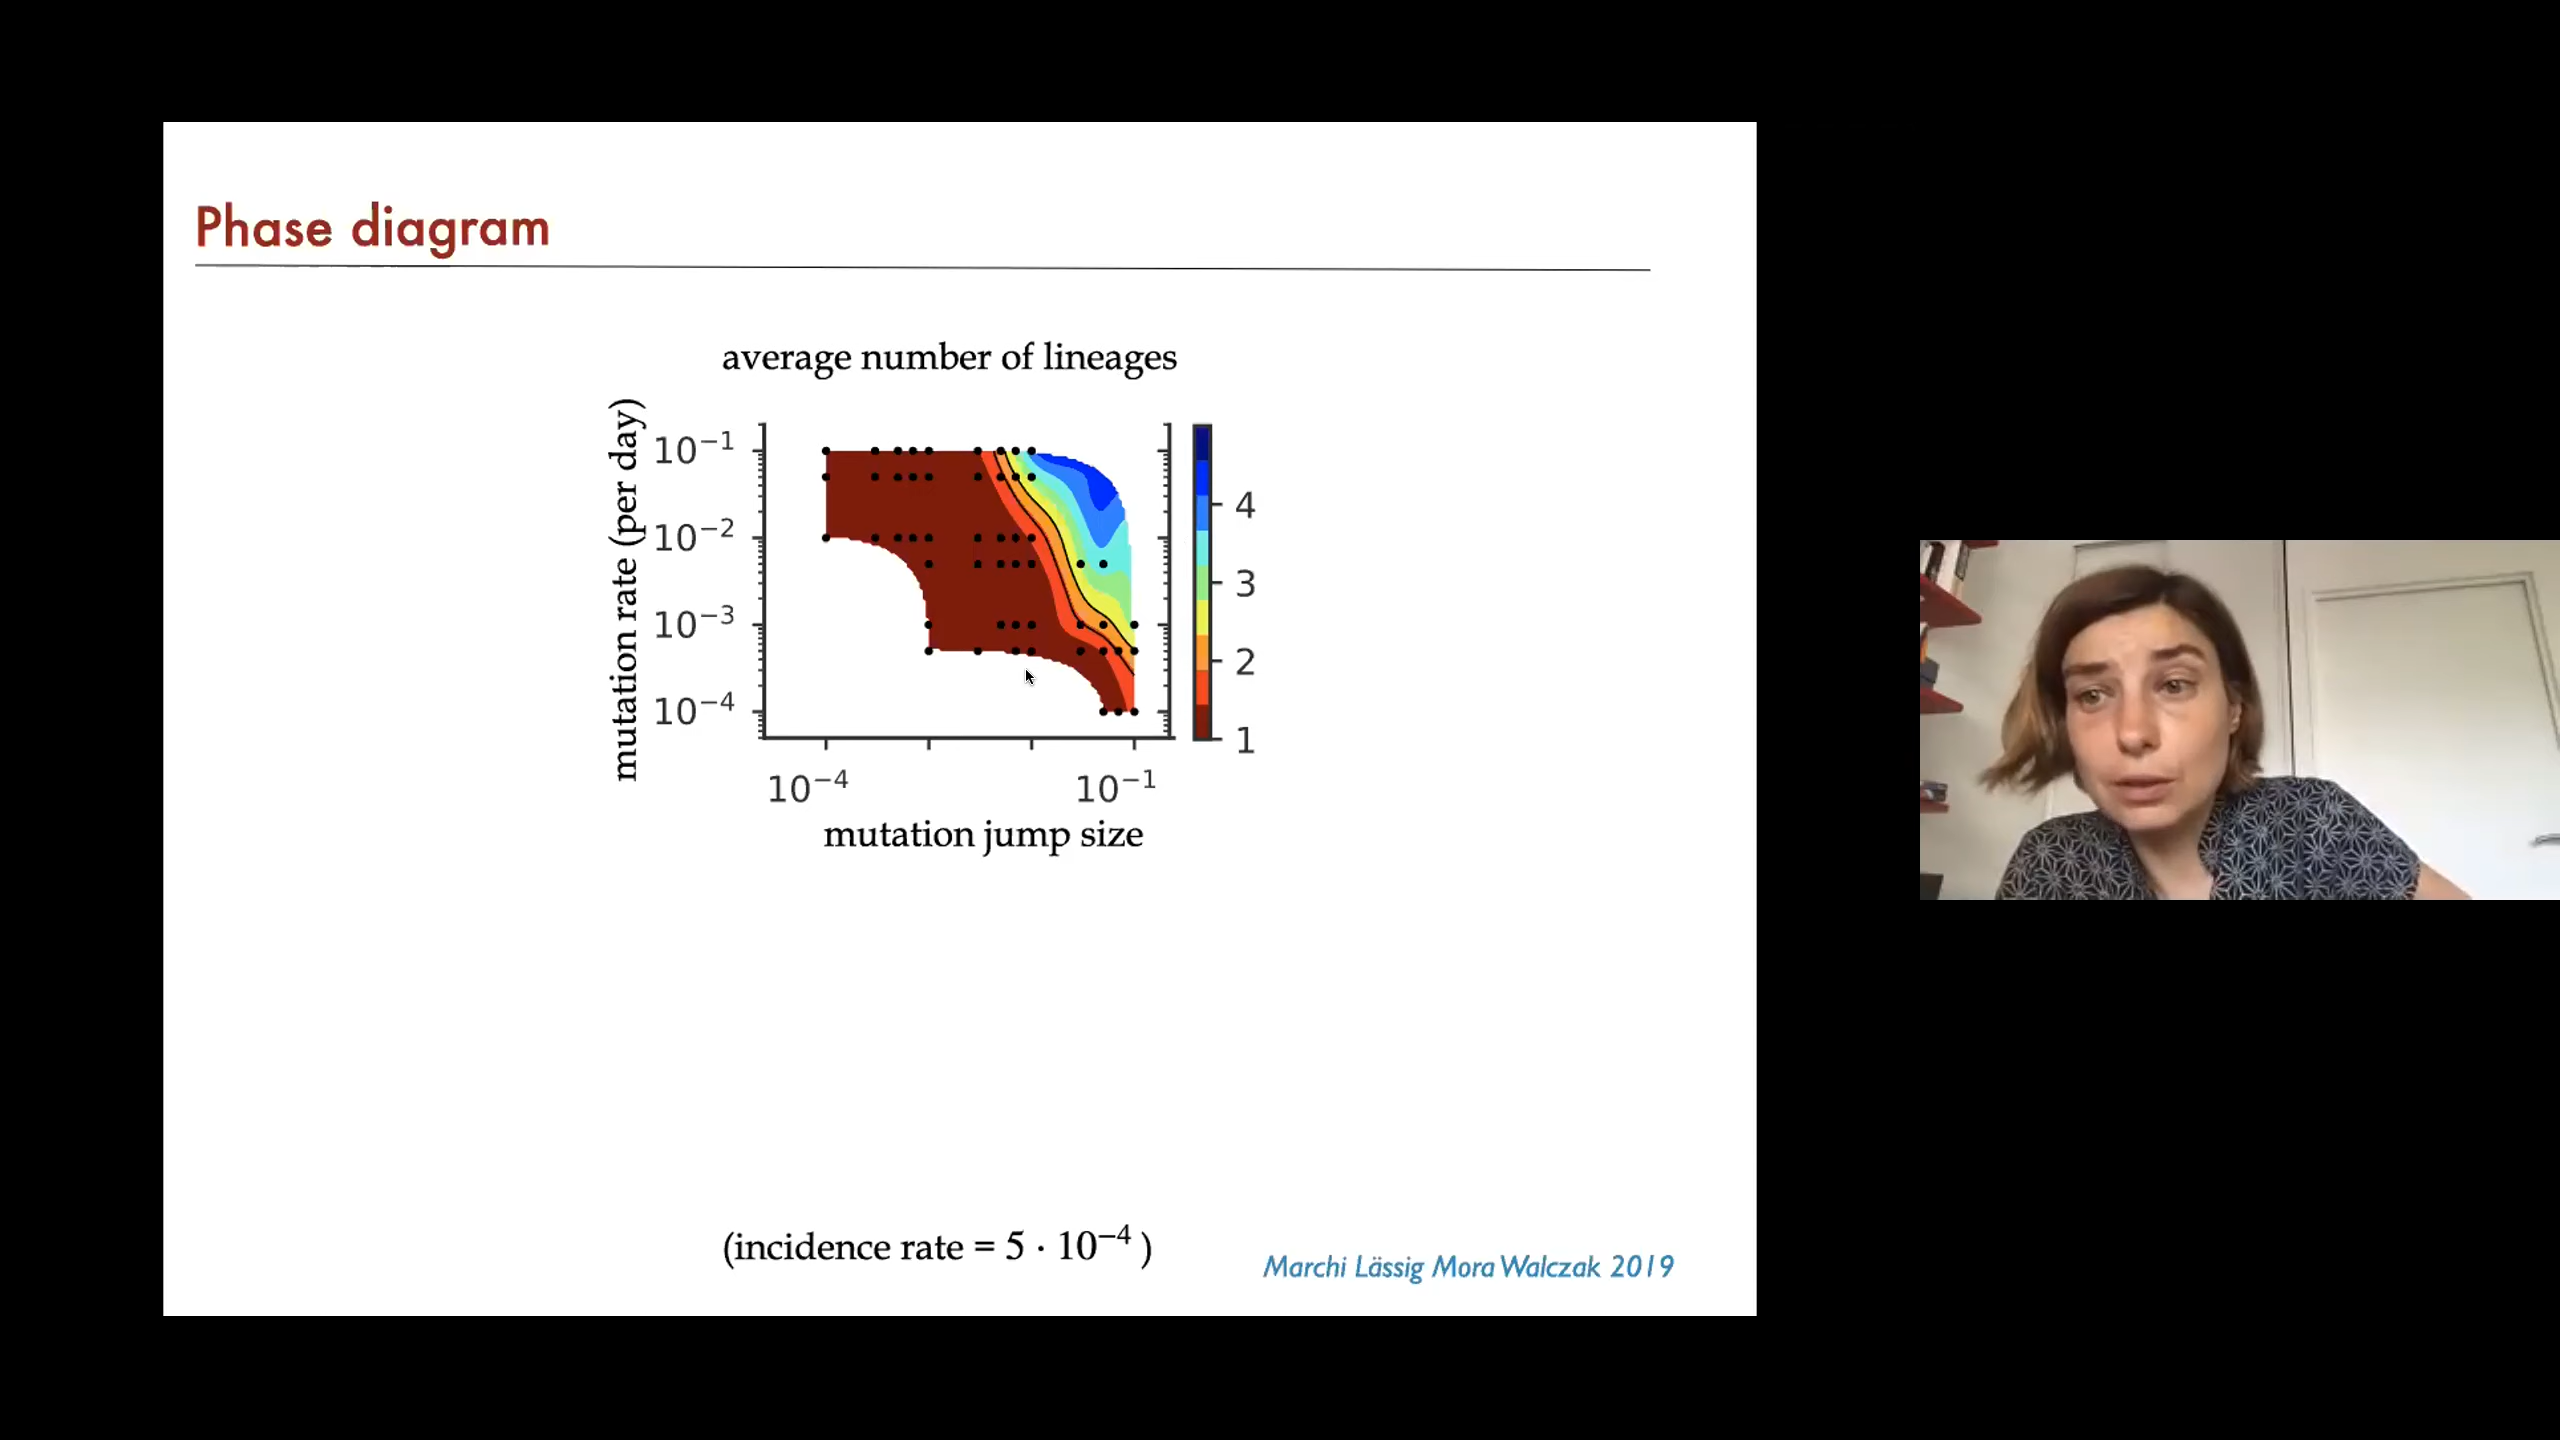 Phase diagram
average number of lineages
mutation rate (per day)
10⁻¹
10⁻²
10⁻³
10⁻⁴
4
3
2
1
10⁻⁴ 10⁻¹
mutation jump size
(incidence rate = 5 · 10⁻⁴ )
Marchi Lässig Mora Walczak 2019